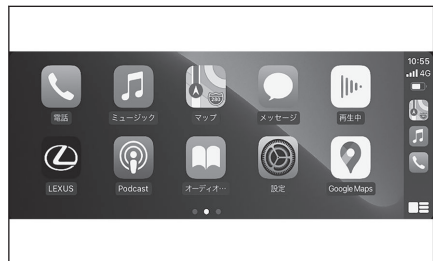 10:55
4G
電話
ミュージック
マップ
メッセージ
再生中
280
LEXUS
Podcast
オーディオ…
設定
Google Maps